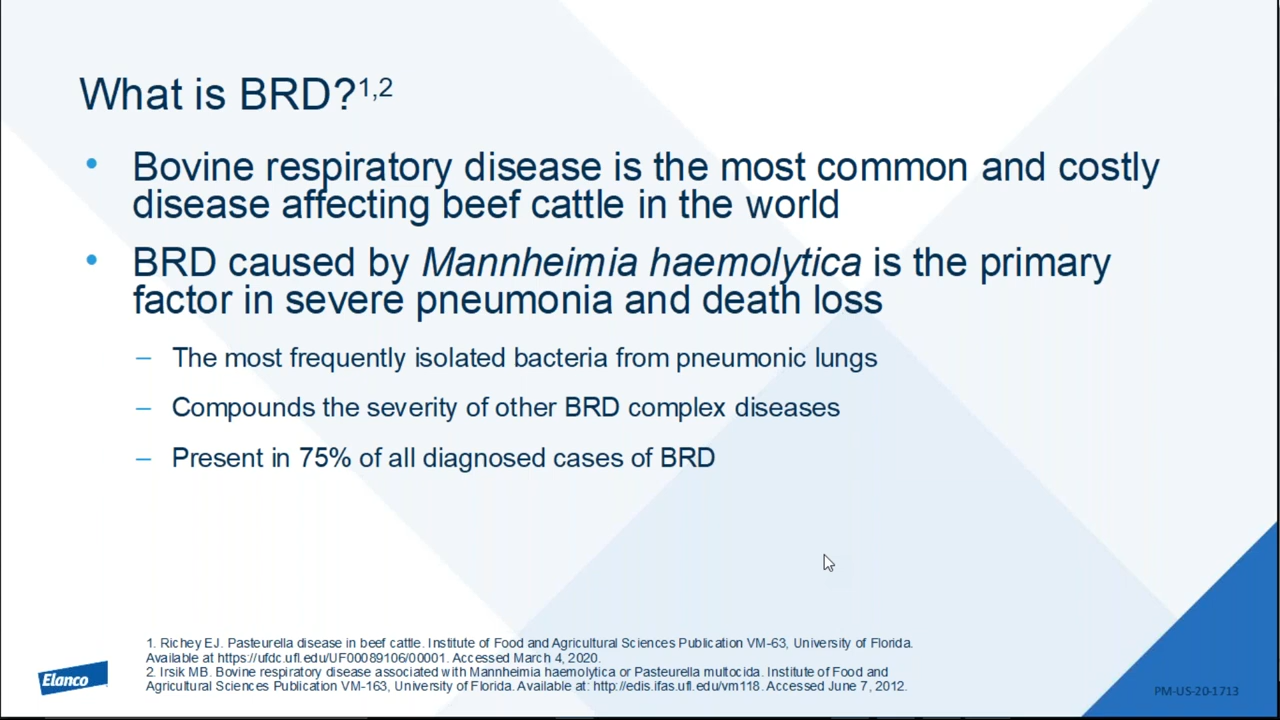 What is BRD?1,2
• Bovine respiratory disease is the most common and costly
disease affecting beef cattle in the world
• BRD caused by Mannheimia haemolytica is the primary
factor in severe pneumonia and death loss
– The most frequently isolated bacteria from pneumonic lungs
– Compounds the severity of other BRD complex diseases
– Present in 75% of all diagnosed cases of BRD
1. Richey EJ. Pasteurella disease in beef cattle. Institute of Food and Agricultural Sciences Publication VM-63, University of Florida.
Available at https://ufdc.ufl.edu/UF00089106/00001. Accessed March 4, 2020.
2. Irsik MB. Bovine respiratory disease associated with Mannheimia haemolytica or Pasteurella multocida. Institute of Food and
Agricultural Sciences Publication VM-163, University of Florida. Available at: http://edis.ifas.ufl.edu/vm118. Accessed June 7, 2012.
Elanco
PM-US-20-1713